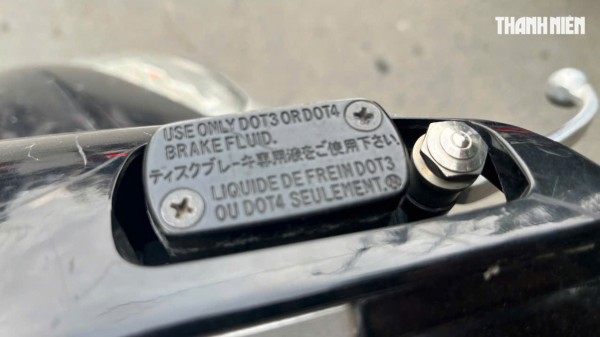 THANH NIÊN
USE ONLY DOT3 OR DOT4
BRAKE FLUID.
ディスクブレーキ専用液をご使用下さい
LIQUIDE DE FREIN DOT3
OU DOT4 SEULEMENT.